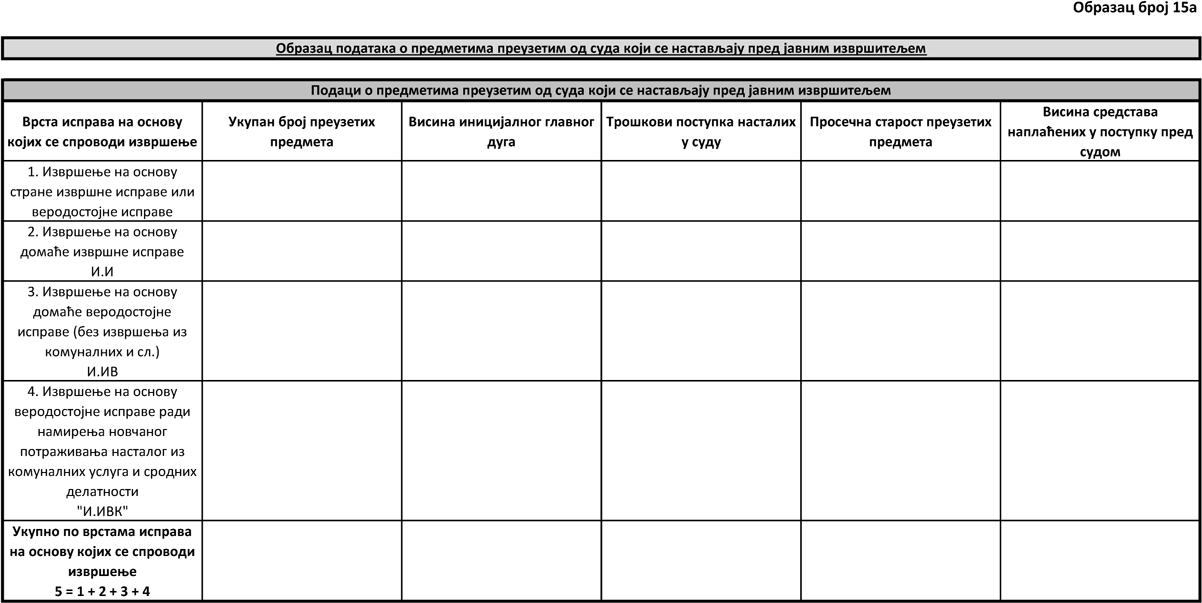 Образац број 15а
Образац података о предметима преузетим од суда који се настављају пред јавним извршитељем
Подаци о предметима преузетим од суда који се настављају пред јавним извршитељем
Врста исправа на основу
којих се спроводи извршење
Укупан број преузетих
предмета
Висина иницијалног главног
дуга
Трошкови поступка насталих
у суду
Просечна старост преузетих
предмета
Висина средстава
наплаћених у поступку пред
судом
1. Извршење на основу
стране извршне исправе или
веродостојне исправе
2. Извршење на основу
домаће извршне исправе
И.И
3. Извршење на основу
домаће веродостојне
исправе (без извршења из
комуналних и сл.)
И.ИВ
4. Извршење на основу
веродостојне исправе ради
намирења новчаног
потраживања насталог из
комуналних услуга и сродних
делатности
"И.ИВК"
Укупно по врстама исправа
на основу којих се спроводи
извршење
5 = 1 + 2 + 3 + 4